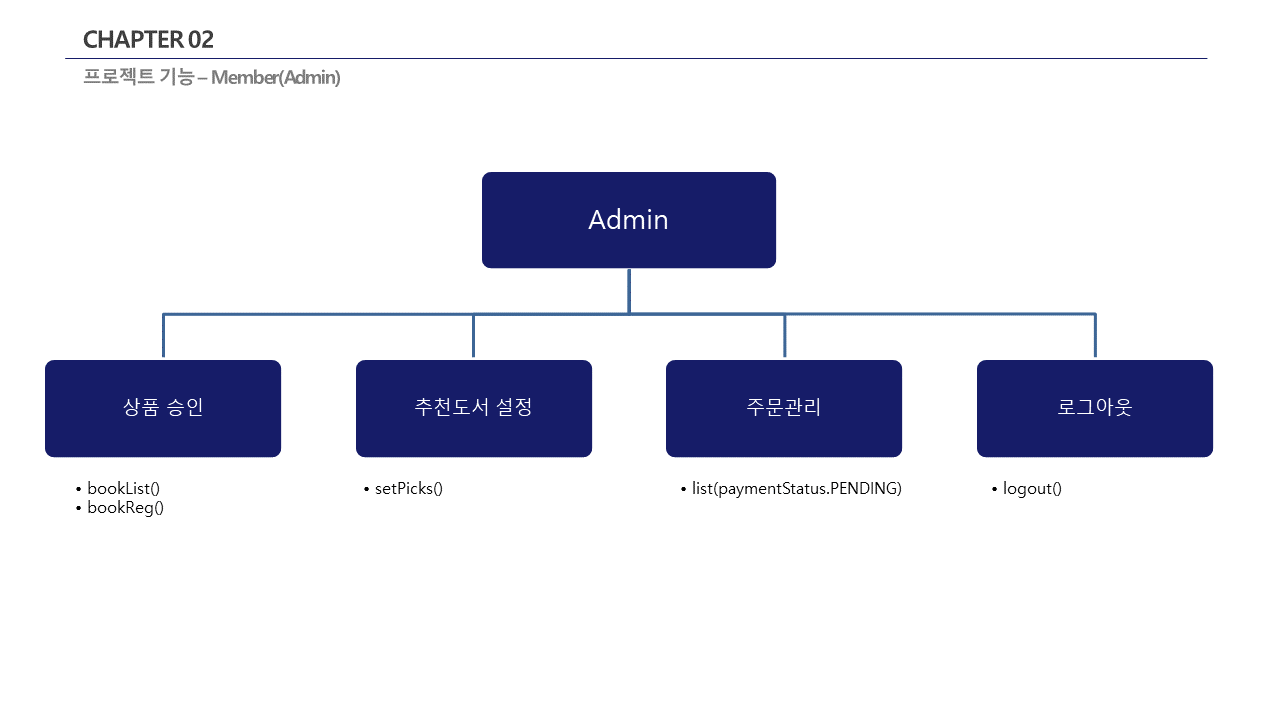 CHAPTER 02
프로젝트 기능 – Member(Admin)
Admin
상품 승인
추천도서 설정
주문관리
로그아웃
• bookList()
• bookReg()
• setPicks()
• list(paymentStatus.PENDING)
• logout()